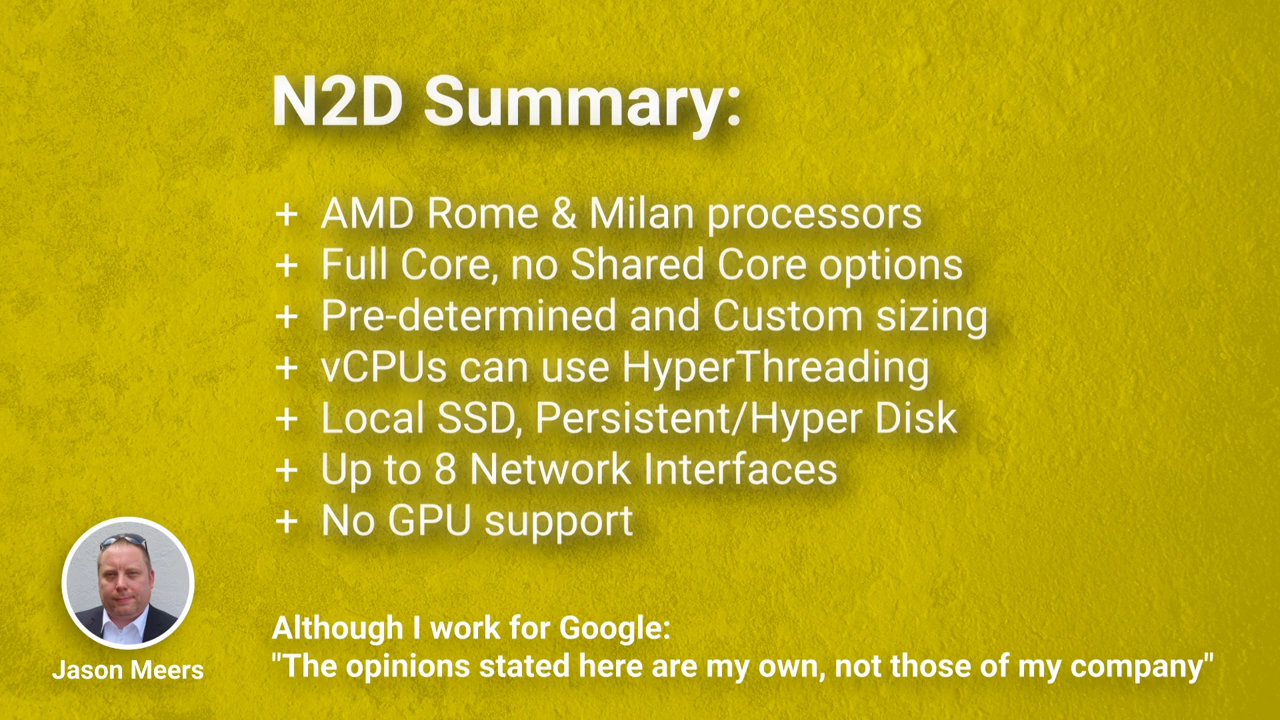 N2D Summary:
+ AMD Rome & Milan processors
+ Full Core, no Shared Core options
+ Pre-determined and Custom sizing
+ vCPUs can use HyperThreading
+ Local SSD, Persistent/Hyper Disk
+ Up to 8 Network Interfaces
+ No GPU support
Although I work for Google:
"The opinions stated here are my own, not those of my company"
Jason Meers